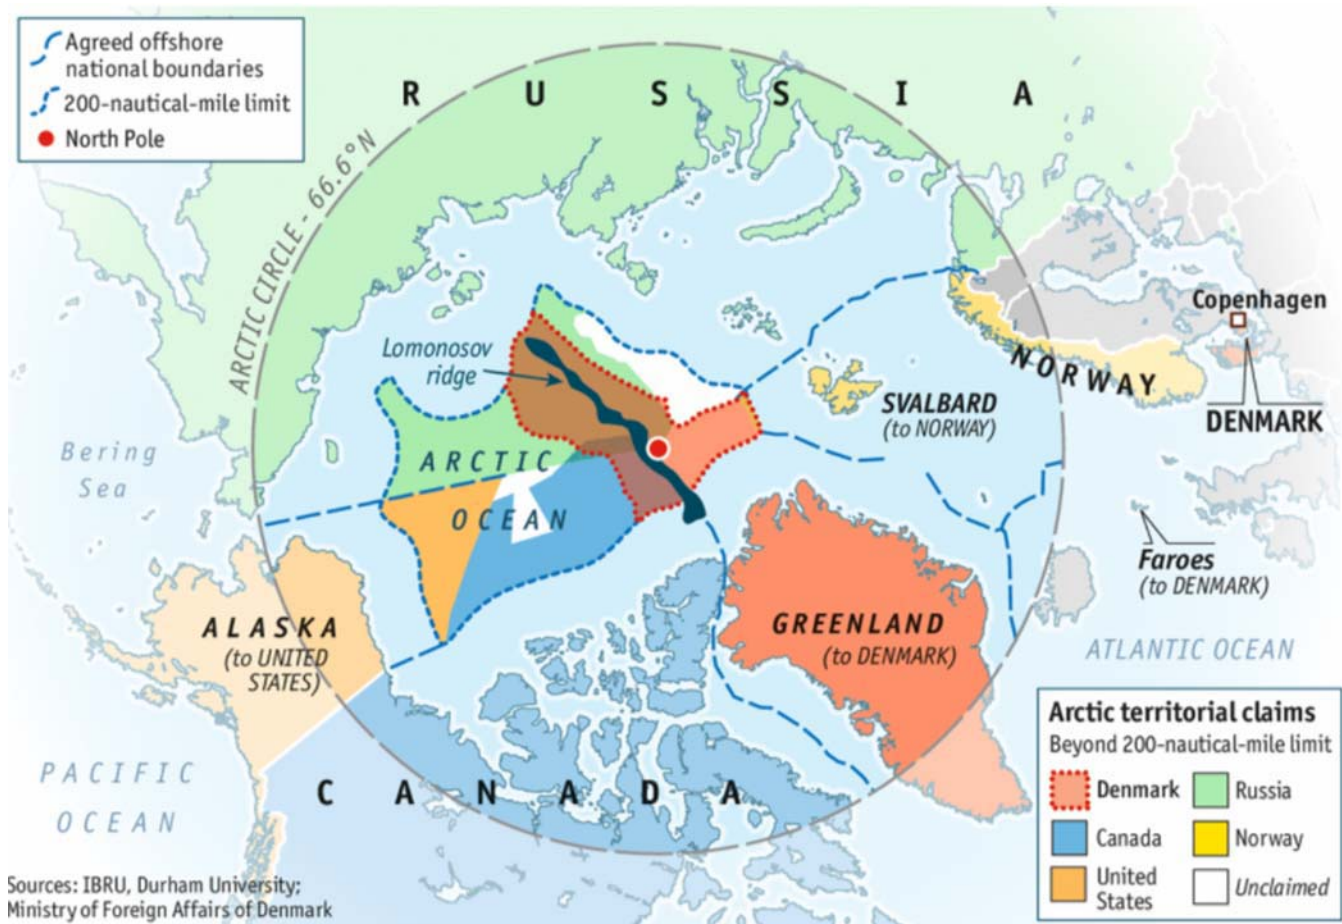 Agreed offshore
national boundaries
200-nautical-mile limit
North Pole
R U S S I A
ARCTIC CIRCLE - 66.6°N
Copenhagen
Lomonosov
ridge
NORWAY
SVALBARD
(to NORWAY)
DENMARK
Bering
Sea
ARCTIC
OCEAN
Faroes
(to DENMARK)
ALASKA
(to UNITED
STATES)
GREENLAND
(to DENMARK)
ATLANTIC OCEAN
PACIFIC
OCEAN
CANADA
Arctic territorial claims
Beyond 200-nautical-mile limit
Denmark
Russia
Canada
Norway
United
States
Unclaimed
Sources: IBRU, Durham University;
Ministry of Foreign Affairs of Denmark